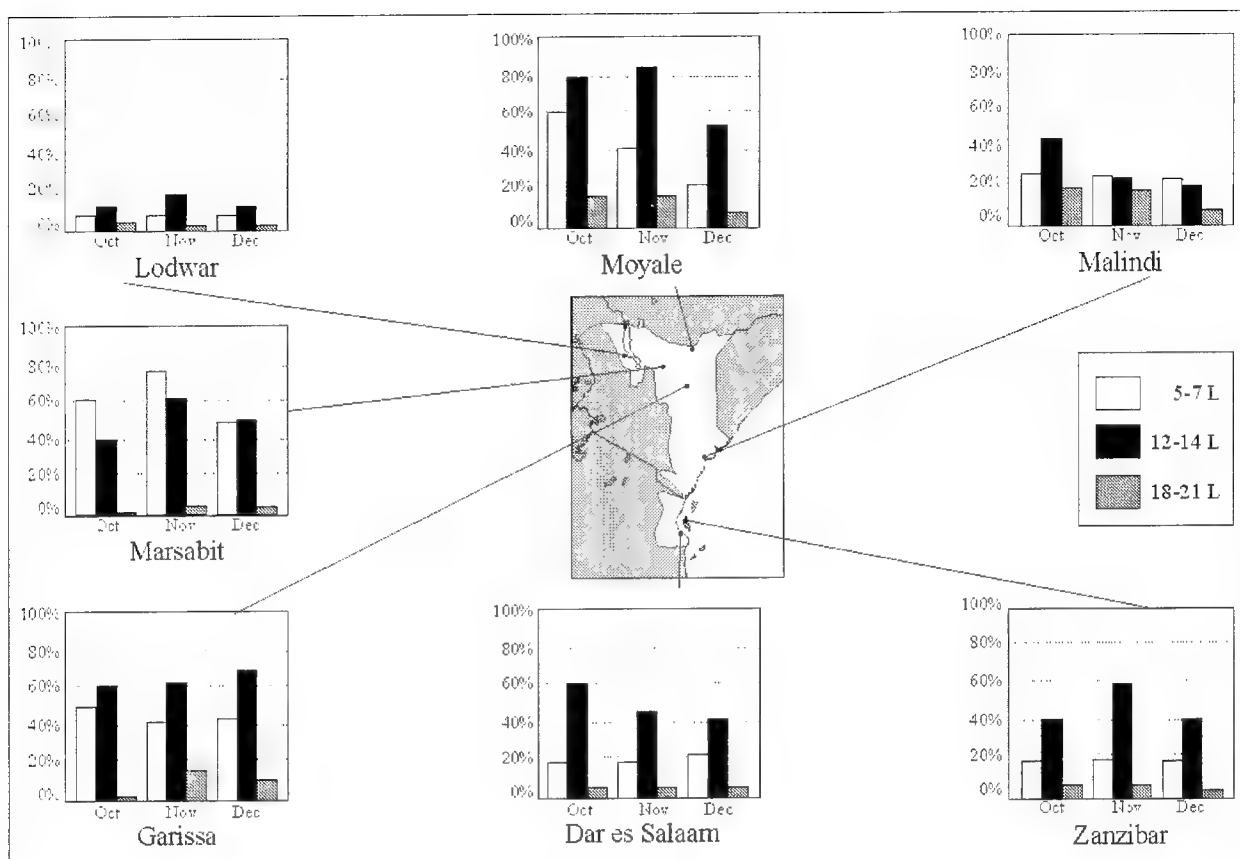 100%
80%
60%
40%
20%
0%
Oct Nov Dec
Lodwar
100%
80%
60%
40%
20%
0%
Oct Nov Dec
Moyale
100%
80%
60%
40%
20%
0%
Oct Nov Dec
Malindi
100%
80%
60%
40%
20%
0%
Oct Nov Dec
Marsabit
5-7 L
12-14 L
18-21 L
100%
80%
60%
40%
20%
0%
Oct Nov Dec
Garissa
100%
80%
60%
40%
20%
0%
Oct Nov Dec
Dar es Salaam
100%
80%
60%
40%
20%
0%
Oct Nov Dec
Zanzibar